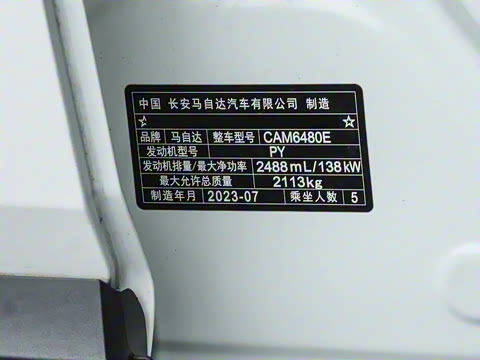 中国 长安马自达汽车有限公司 制造
☆ ☆
品牌 马自达 整车型号 CAM6480E
发动机型号 PY
发动机排量/最大净功率 2488mL/138kW
最大允许总质量 2113kg
制造年月 2023-07 乘坐人数 5